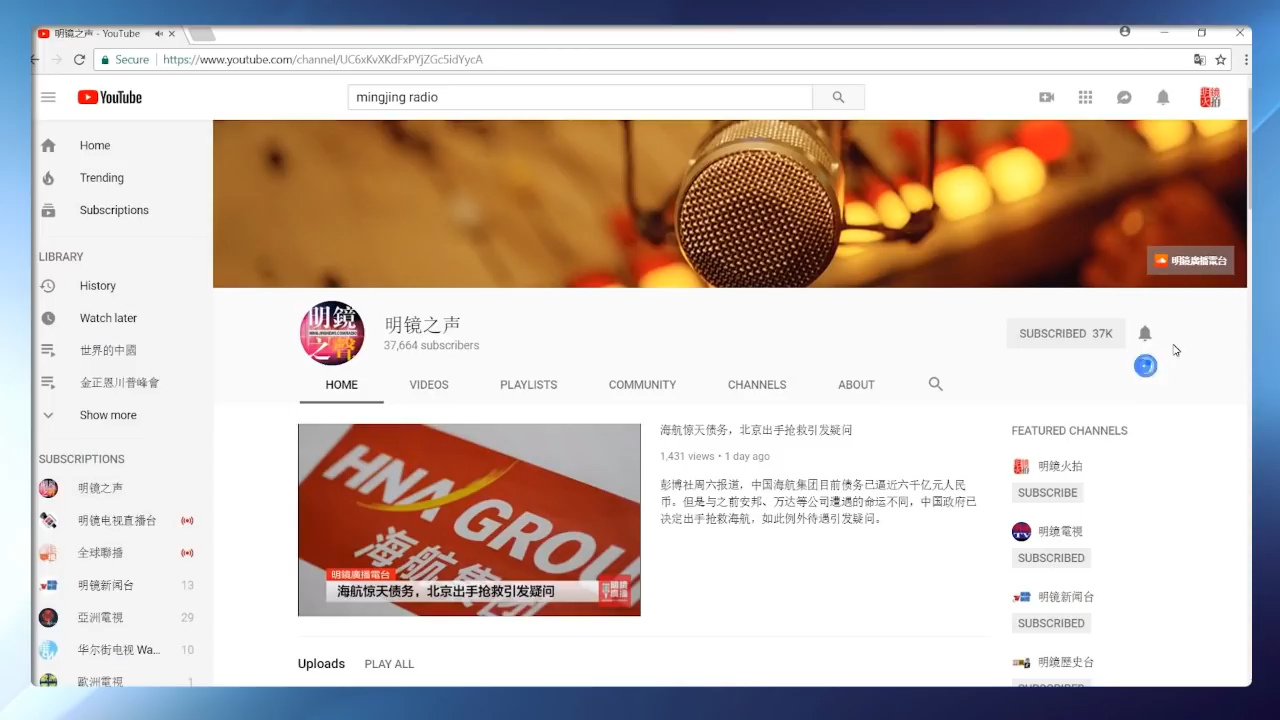 明镜之声 - YouTube
Secure
https://www.youtube.com/channel/UC6xKvXKdFxPYjZGc5idYycA
YouTube
mingjing radio
Home
Trending
Subscriptions
LIBRARY
History
Watch later
世界的中國
金正恩川普峰會
Show more
SUBSCRIPTIONS
明镜之声
明镜电视直播台
全球聯播
明镜新闻台 13
亞洲電視 29
华尔街电视 Wa... 10
歐洲電視 1
明鏡廣播電台
明鏡之聲
明镜之声
37,664 subscribers
SUBSCRIBED 37K
HOME
VIDEOS
PLAYLISTS
COMMUNITY
CHANNELS
ABOUT
HNA GROU
海航集团
明鏡廣播電台
海航惊天债务，北京出手抢救引发疑问
海航惊天债务，北京出手抢救引发疑问
1,431 views • 1 day ago
彭博社周六报道，中国海航集团目前债务已逼近六千亿元人民
币。但是与之前安邦、万达等公司遭遇的命运不同，中国政府已
决定出手抢救海航，如此例外待遇引发疑问。
Uploads
PLAY ALL
FEATURED CHANNELS
明鏡火拍
SUBSCRIBE
明鏡電視
SUBSCRIBED
明镜新闻台
SUBSCRIBED
明鏡歷史台
SUBSCRIBED